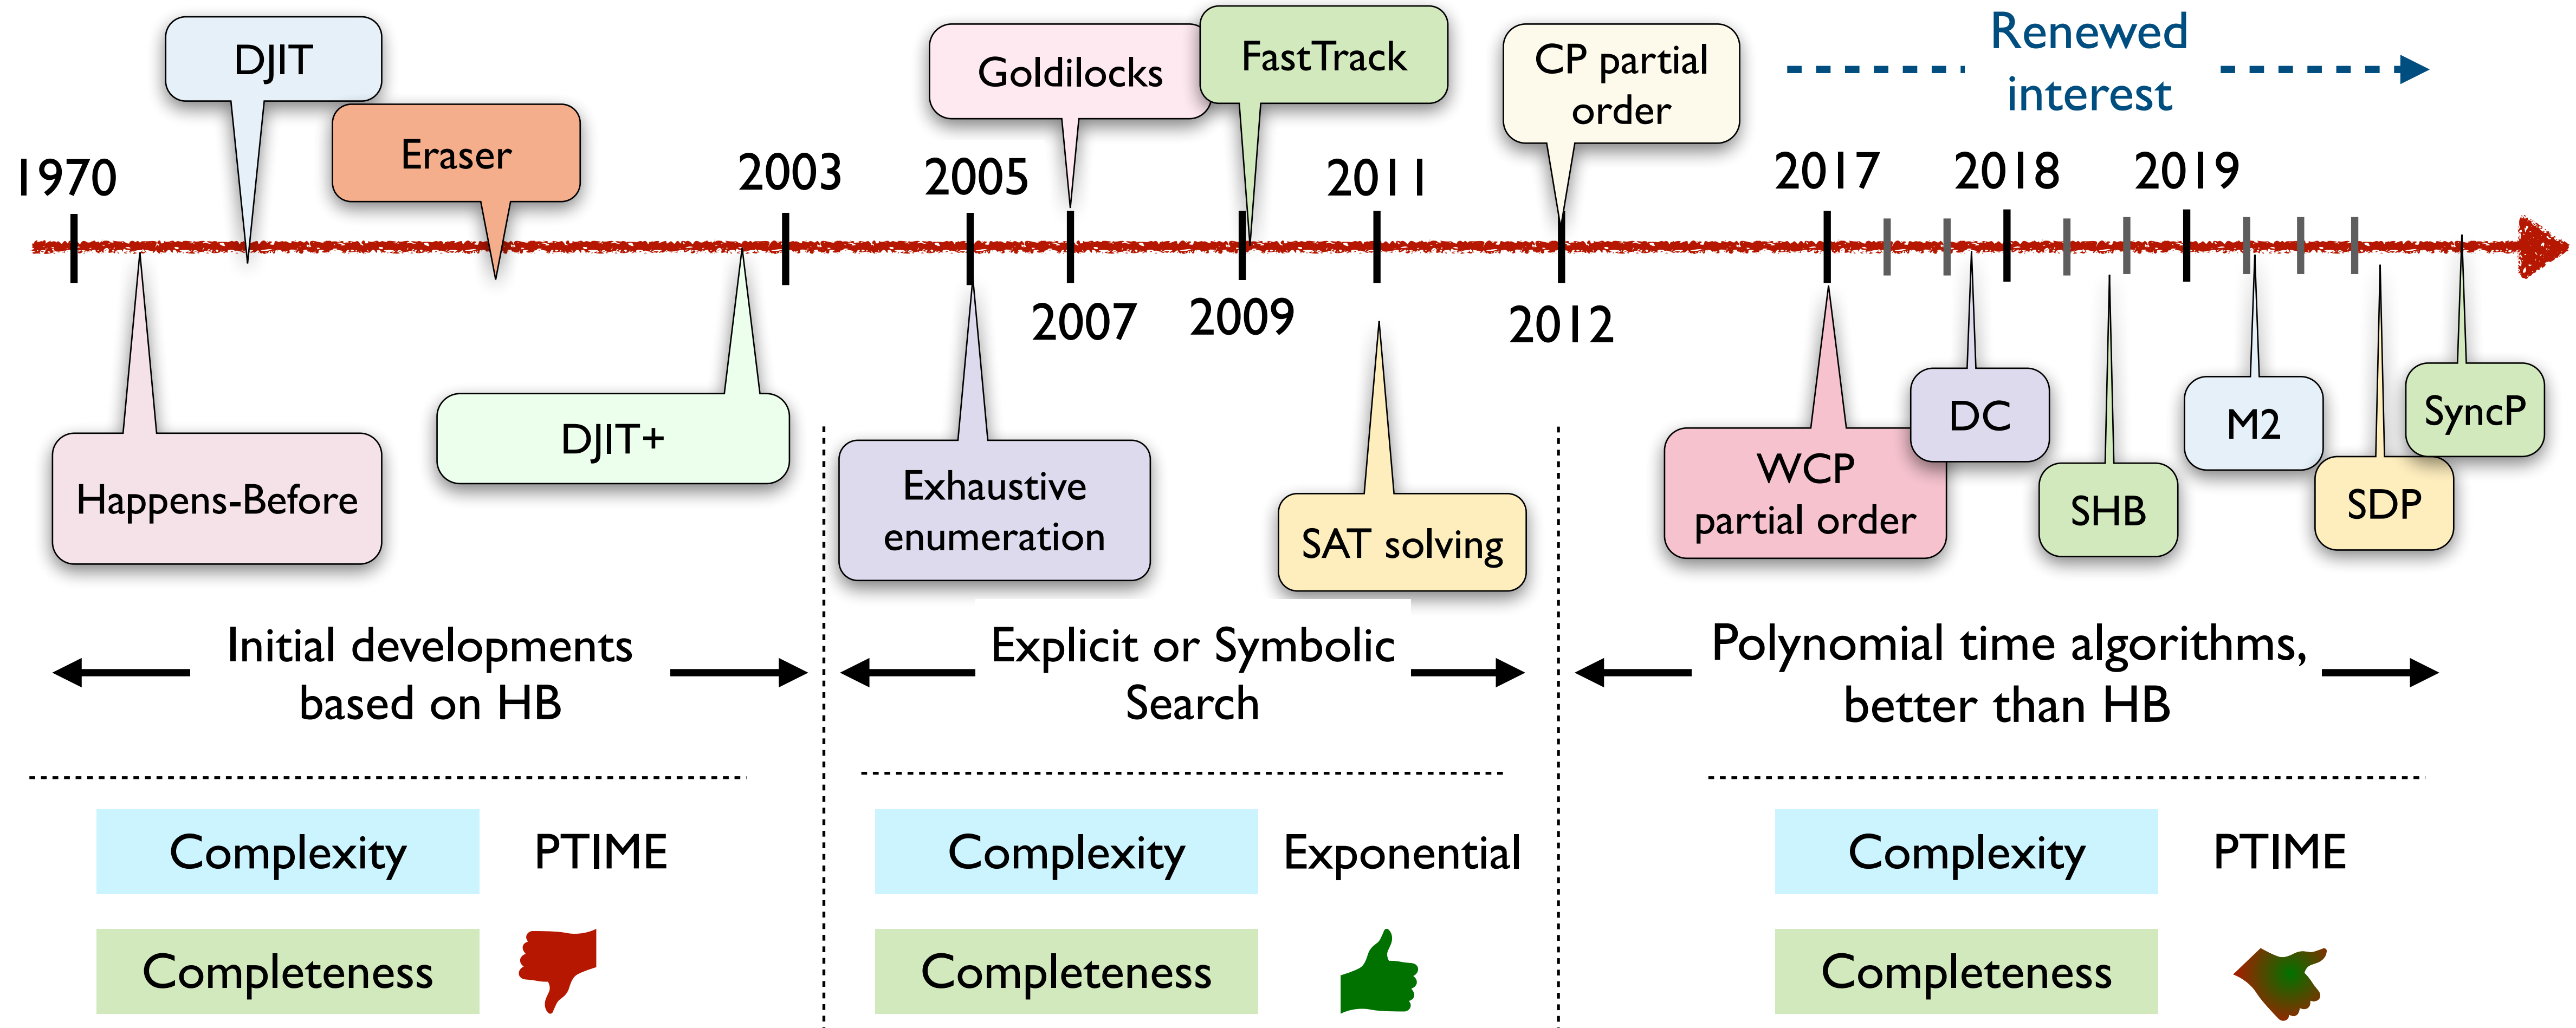 DJIT
Eraser
Goldilocks
FastTrack
CP partial
order
Renewed
interest
1970
2003
2005
2011
2017
2018
2019
2007
2009
2012
Happens-Before
DJIT+
Exhaustive
enumeration
SAT solving
WCP
partial order
DC
SHB
M2
SDP
SyncP
Initial developments
based on HB
Explicit or Symbolic
Search
Polynomial time algorithms,
better than HB
Complexity PTIME
Completeness
Complexity Exponential
Completeness
Complexity PTIME
Completeness